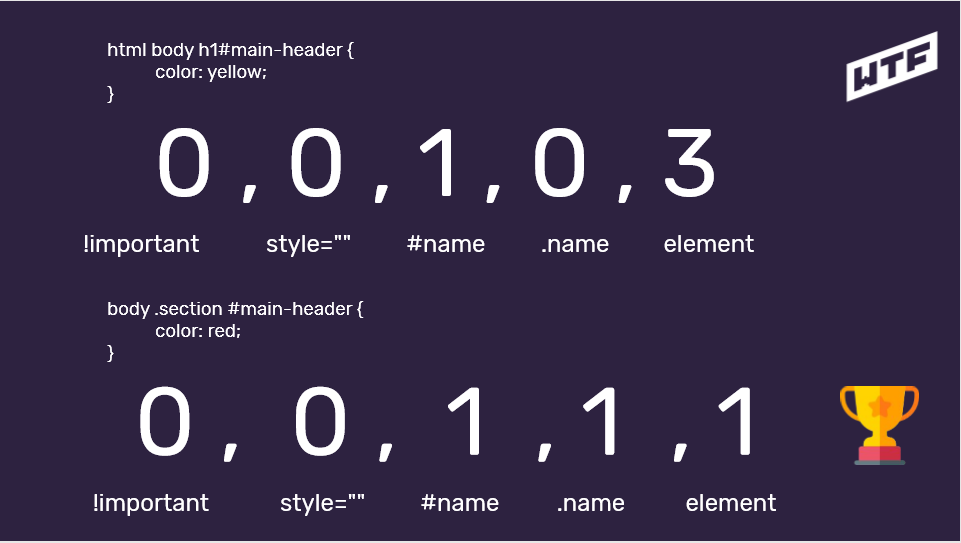 html body h1#main-header {
color: yellow;
}
WTF
0 , 0 , 1 , 0 , 3
!important style="" #name .name element
body .section #main-header {
color: red;
}
0 , 0 , 1 , 1 , 1
!important style="" #name .name element